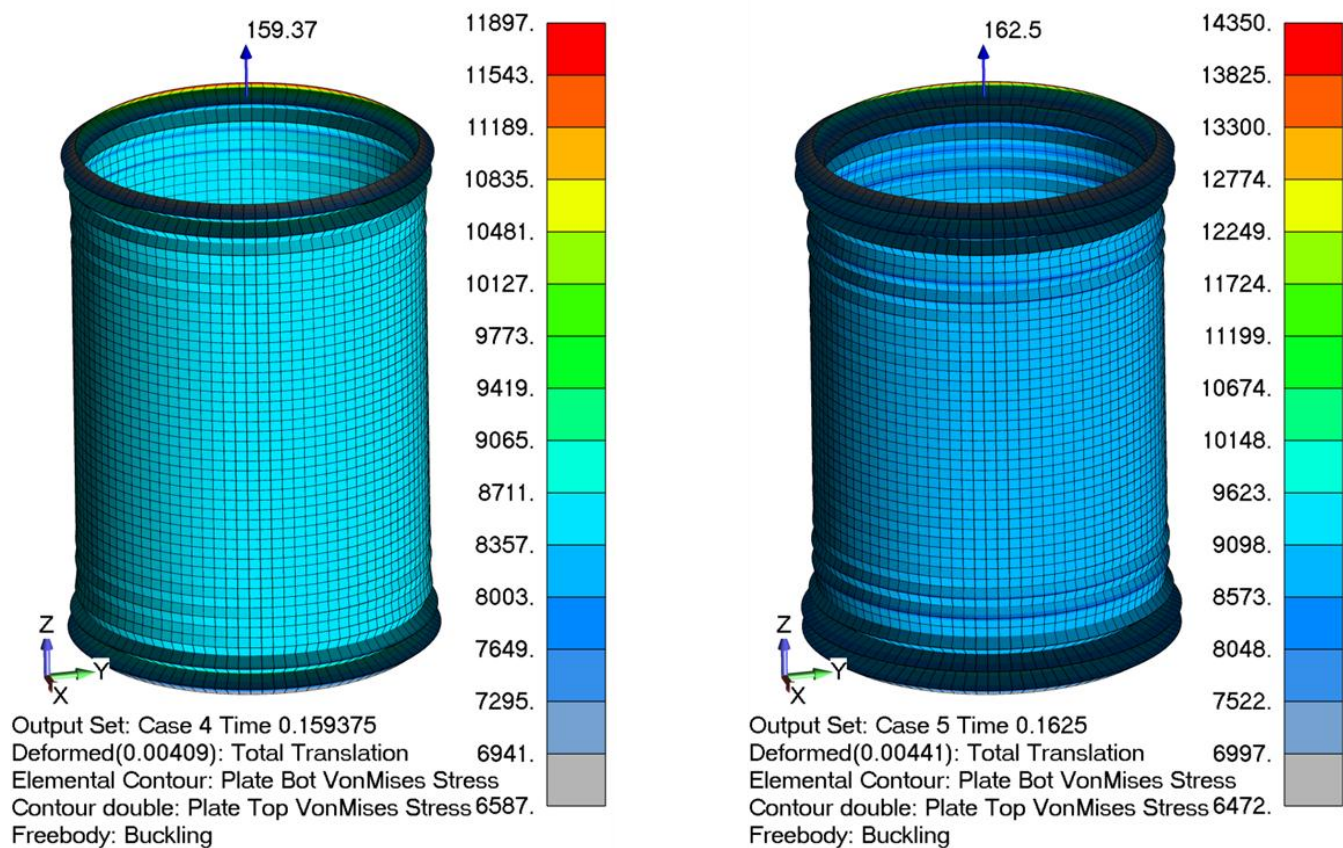 159.37
11897.
11543.
11189.
10835.
10481.
10127.
9773.
9419.
9065.
8711.
8357.
8003.
7649.
7295.
6941.
6587.
Z
Y
X
Output Set: Case 4 Time 0.159375
Deformed(0.00409): Total Translation
Elemental Contour: Plate Bot VonMises Stress
Contour double: Plate Top VonMises Stress
Freebody: Buckling
162.5
14350.
13825.
13300.
12774.
12249.
11724.
11199.
10674.
10148.
9623.
9098.
8573.
8048.
7522.
6997.
6472.
Z
Y
X
Output Set: Case 5 Time 0.1625
Deformed(0.00441): Total Translation
Elemental Contour: Plate Bot VonMises Stress
Contour double: Plate Top VonMises Stress
Freebody: Buckling